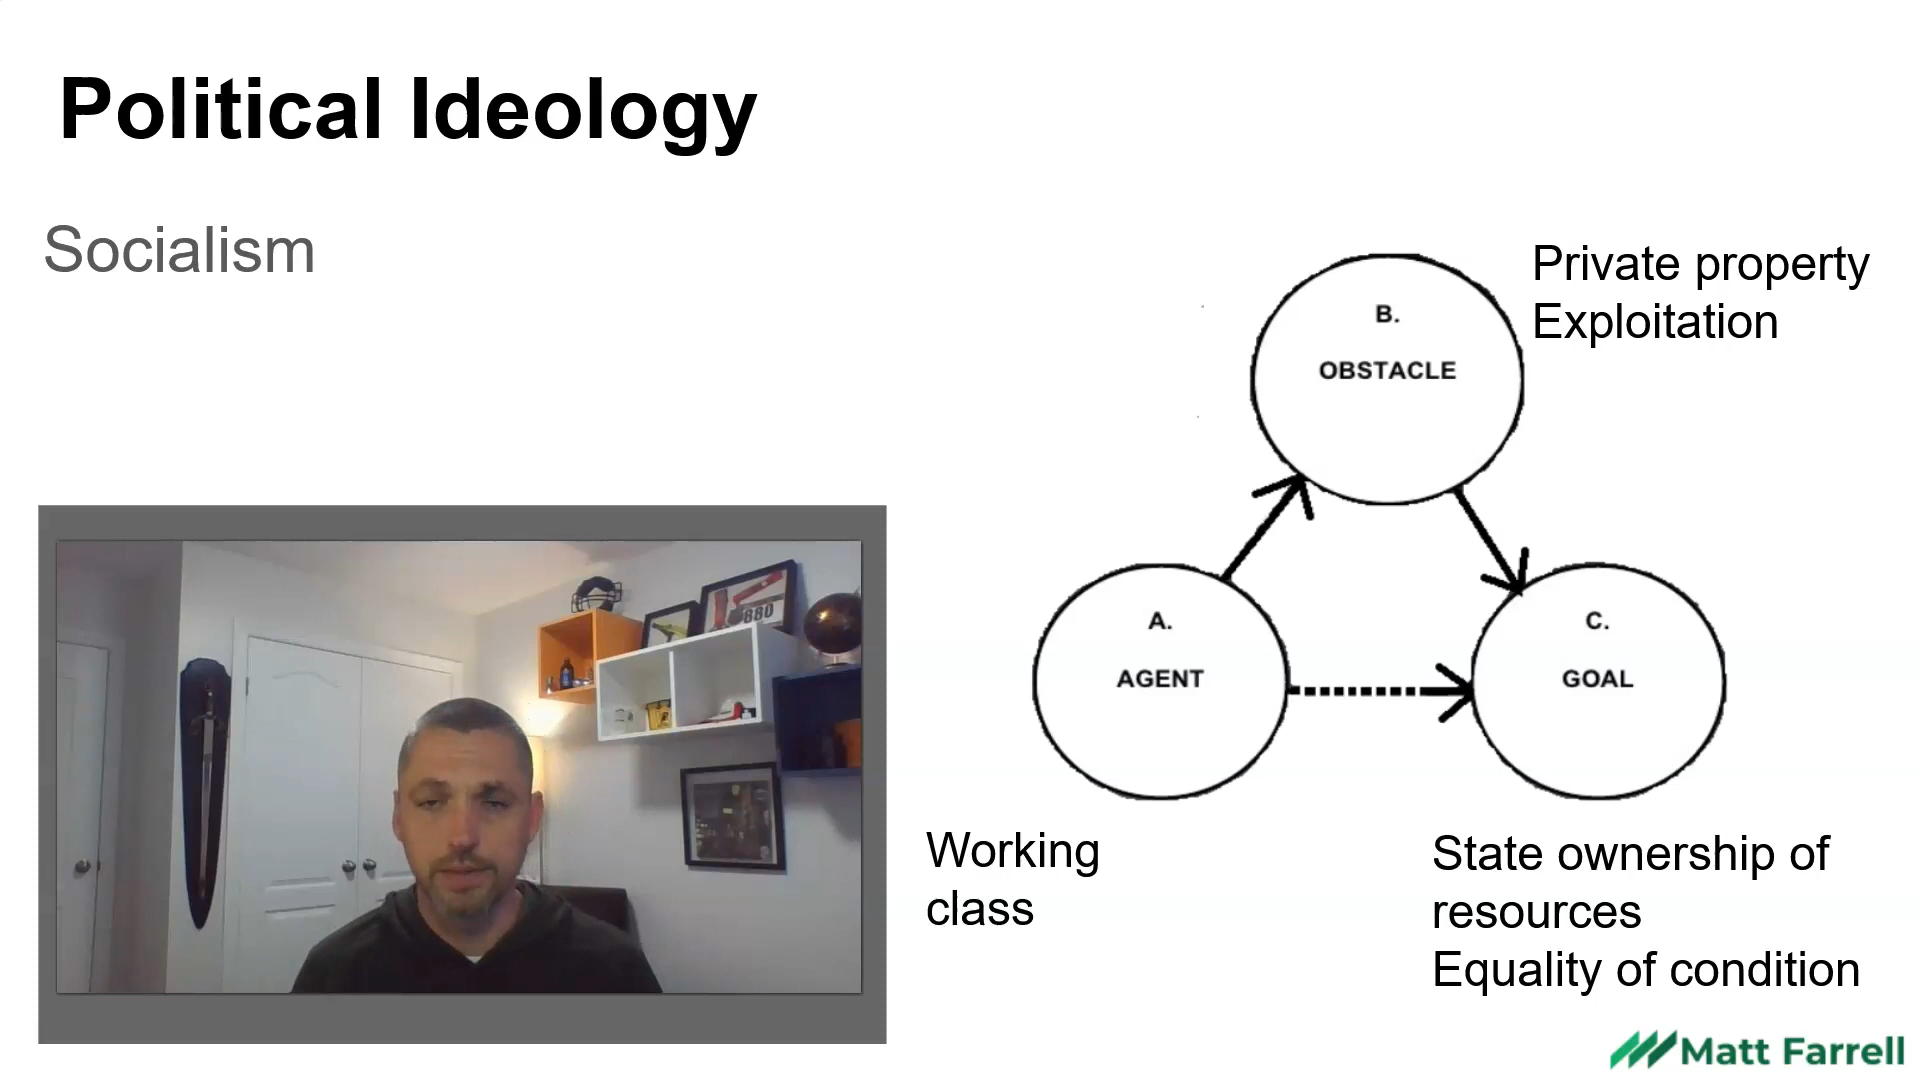 Political Ideology
Socialism
Private property
Exploitation
B.
OBSTACLE
A.
AGENT
C.
GOAL
880
Working
class
State ownership of
resources
Equality of condition
Matt Farrell